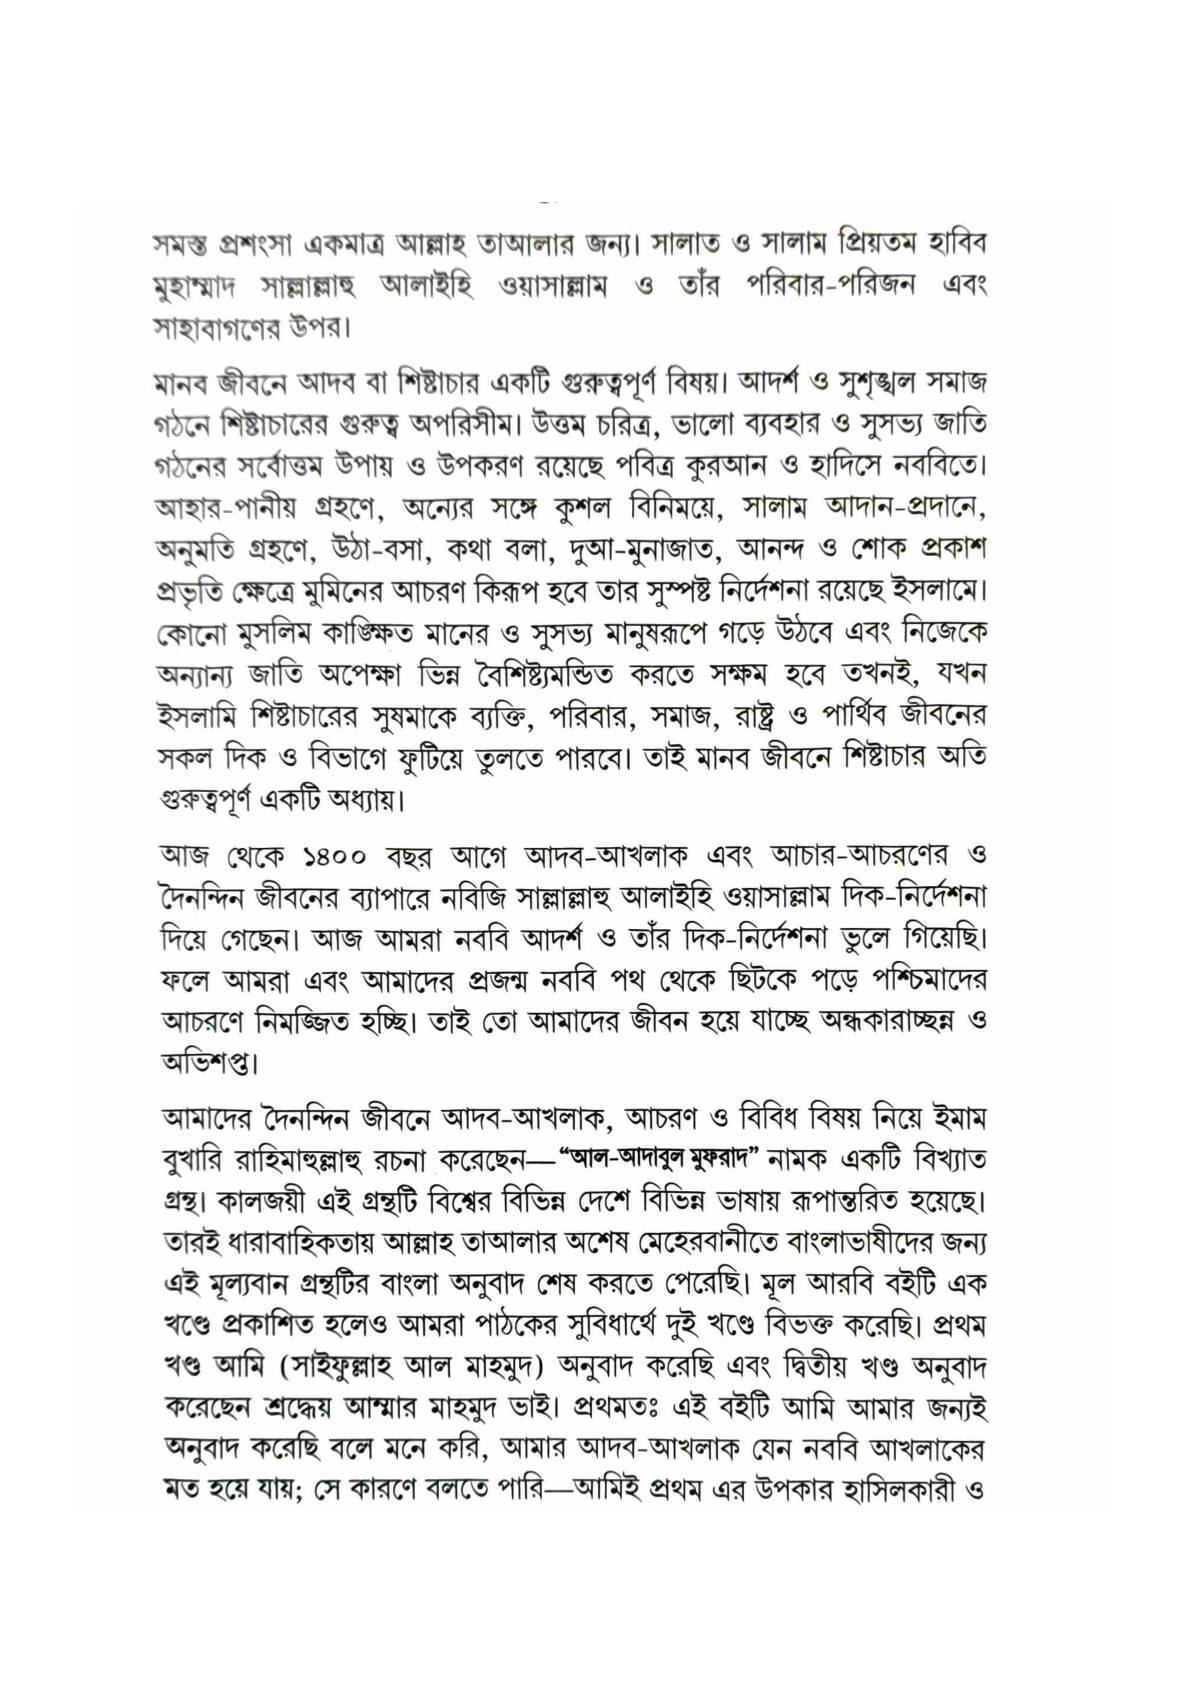 সমস্ত প্রশংসা একমাত্র আল্লাহ তাআলার জন্য। সালাত ও সালাম প্রিয়তম হাবিব
মুহাম্মাদ সাল্লাল্লাহু আলাইহি ওয়াসাল্লাম ও তাঁর পরিবার-পরিজন এবং
সাহাবাগণের উপর।
মানব জীবনে আদব বা শিষ্টাচার একটি গুরুত্বপূর্ণ বিষয়। আদর্শ ও সুশৃঙ্খল সমাজ
গঠনে শিষ্টাচারের গুরুত্ব অপরিসীম। উত্তম চরিত্র, ভালো ব্যবহার ও সুসভ্য জাতি
গঠনের সর্বোত্তম উপায় ও উপকরণ রয়েছে পবিত্র কুরআন ও হাদিসে নববিতে।
আহার-পানীয় গ্রহণে, অন্যের সঙ্গে কুশল বিনিময়ে, সালাম আদান-প্রদানে,
অনুমতি গ্রহণে, উঠা-বসা, কথা বলা, দুআ-মুনাজাত, আনন্দ ও শোক প্রকাশ
প্রভৃতি ক্ষেত্রে মুমিনের আচরণ কিরূপ হবে তার সুস্পষ্ট নির্দেশনা রয়েছে ইসলামে।
কোনো মুসলিম কাঙ্ক্ষিত মানের ও সুসভ্য মানুষরূপে গড়ে উঠবে এবং নিজেকে
অন্যান্য জাতি অপেক্ষা ভিন্ন বৈশিষ্ট্যমন্ডিত করতে সক্ষম হবে তখনই, যখন
ইসলামি শিষ্টাচারের সুষমাকে ব্যক্তি, পরিবার, সমাজ, রাষ্ট্র ও পার্থিব জীবনের
সকল দিক ও বিভাগে ফুটিয়ে তুলতে পারবে। তাই মানব জীবনে শিষ্টাচার অতি
গুরুত্বপূর্ণ একটি অধ্যায়।
আজ থেকে ১৪০০ বছর আগে আদব-আখলাক এবং আচার-আচরণের ও
দৈনন্দিন জীবনের ব্যাপারে নবিজি সাল্লাল্লাহু আলাইহি ওয়াসাল্লাম দিক-নির্দেশনা
দিয়ে গেছেন। আজ আমরা নববি আদর্শ ও তাঁর দিক-নির্দেশনা ভুলে গিয়েছি।
ফলে আমরা এবং আমাদের প্রজন্ম নববি পথ থেকে ছিটকে পড়ে পশ্চিমাদের
আচরণে নিমজ্জিত হচ্ছি। তাই তো আমাদের জীবন হয়ে যাচ্ছে অন্ধকারাচ্ছন্ন ও
অভিশপ্ত।
আমাদের দৈনন্দিন জীবনে আদব-আখলাক, আচরণ ও বিবিধ বিষয় নিয়ে ইমাম
বুখারি রাহিমাহুল্লাহু রচনা করেছেন—“আল-আদাবুল মুফরাদ” নামক একটি বিখ্যাত
গ্রন্থ। কালজয়ী এই গ্রন্থটি বিশ্বের বিভিন্ন দেশে বিভিন্ন ভাষায় রূপান্তরিত হয়েছে।
তারই ধারাবাহিকতায় আল্লাহ তাআলার অশেষ মেহেরবানীতে বাংলাভাষীদের জন্য
এই মূল্যবান গ্রন্থটির বাংলা অনুবাদ শেষ করতে পেরেছি। মূল আরবি বইটি এক
খণ্ডে প্রকাশিত হলেও আমরা পাঠকের সুবিধার্থে দুই খণ্ডে বিভক্ত করেছি। প্রথম
খণ্ড আমি (সাইফুল্লাহ আল মাহমুদ) অনুবাদ করেছি এবং দ্বিতীয় খণ্ড অনুবাদ
করেছেন শ্রদ্ধেয় আম্মার মাহমুদ ভাই। প্রথমতঃ এই বইটি আমি আমার জন্যই
অনুবাদ করেছি বলে মনে করি, আমার আদব-আখলাক যেন নববি আখলাকের
মত হয়ে যায়; সে কারণে বলতে পারি—আমিই প্রথম এর উপকার হাসিলকারী ও